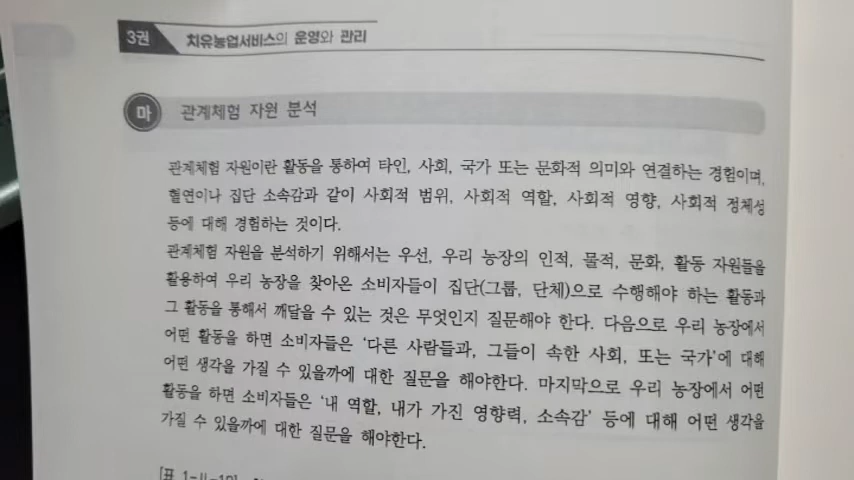 3권 치유농업서비스의 운영와 관리
마 관계체험 자원 분석
관계체험 자원이란 활동을 통하여 타인, 사회, 국가 또는 문화적 의미와 연결하는 경험이며,
혈연이나 집단 소속감과 같이 사회적 범위, 사회적 역할, 사회적 영향, 사회적 정체성
등에 대해 경험하는 것이다.
관계체험 자원을 분석하기 위해서는 우선, 우리 농장의 인적, 물적, 문화, 활동 자원들을
활용하여 우리 농장을 찾아온 소비자들이 집단(그룹, 단체)으로 수행해야 하는 활동과
그 활동을 통해서 깨달을 수 있는 것은 무엇인지 질문해야 한다. 다음으로 우리 농장에서
어떤 활동을 하면 소비자들은 '다른 사람들과, 그들이 속한 사회, 또는 국가'에 대해
어떤 생각을 가질 수 있을까에 대한 질문을 해야한다. 마지막으로 우리 농장에서 어떤
활동을 하면 소비자들은 '내 역할, 내가 가진 영향력, 소속감' 등에 대해 어떤 생각을
가질 수 있을까에 대한 질문을 해야한다.
[표 1-Ⅱ-19]